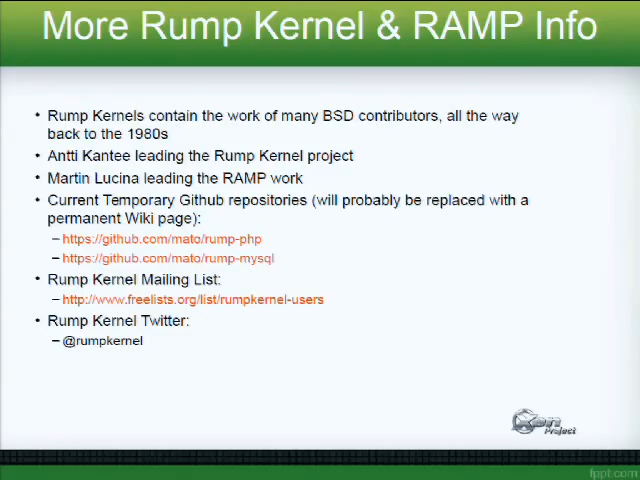 More Rump Kernel & RAMP Info
• Rump Kernels contain the work of many BSD contributors, all the way
back to the 1980s
• Antti Kantee leading the Rump Kernel project
• Martin Lucina leading the RAMP work
• Current Temporary Github repositories (will probably be replaced with a
permanent Wiki page):
– https://github.com/mato/rump-php
– https://github.com/mato/rump-mysql
• Rump Kernel Mailing List:
– http://www.freelists.org/list/rumpkernel-users
• Rump Kernel Twitter:
– @rumpkernel
Xen
Project
fppt.com